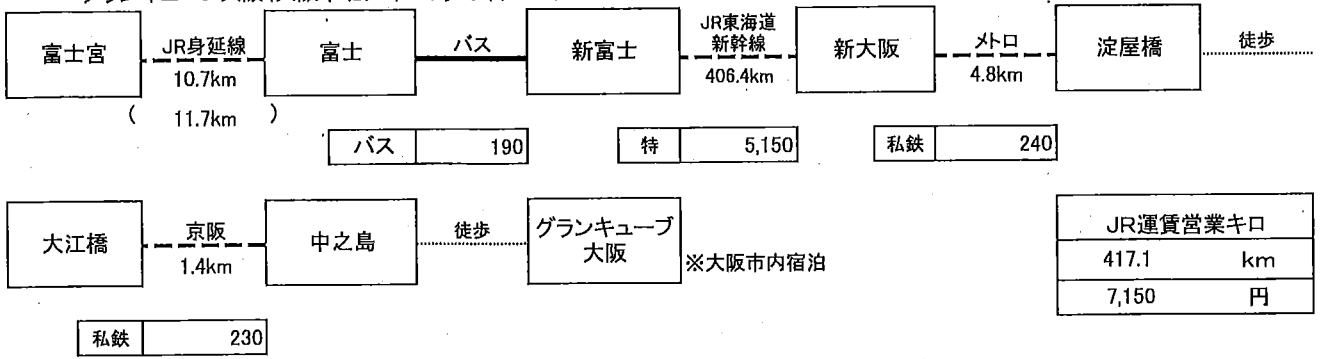 富士宮 JR身延線 富士 バス 新富士 JR東海道 新幹線 新大阪 メトロ 淀屋橋 徒歩
10.7km 406.4km 4.8km
( 11.7km )
バス 190 特 5,150 私鉄 240
大江橋 京阪 中之島 徒歩 グランキューブ 大阪 ※大阪市内宿泊
1.4km
JR運賃営業キロ
417.1 km
7,150 円
私鉄 230